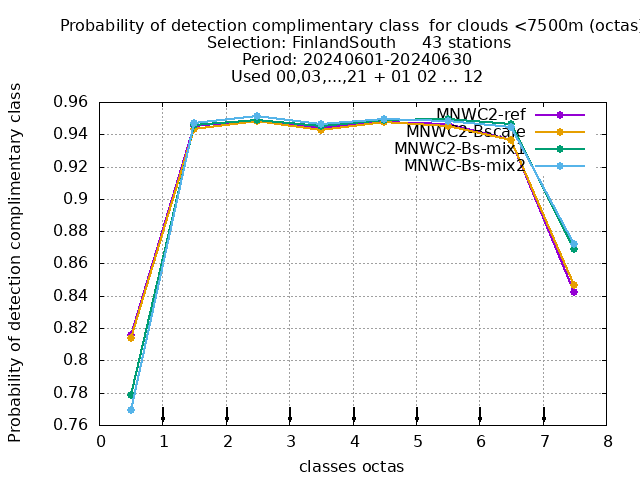 Probability of detection complimentary class  for clouds <7500m (octas)
Selection: FinlandSouth     43 stations
Period: 20240601-20240630
Used 00,03,...,21 + 01 02 ... 12
Probability of detection complimentary class
0.96
0.94
0.92
0.9
0.88
0.86
0.84
0.82
0.8
0.78
0.76
MNWC2-ref
MNWC2-Bscale
MNWC2-Bs-mix1
MNWC-Bs-mix2
0 1 2 3 4 5 6 7 8
classes octas